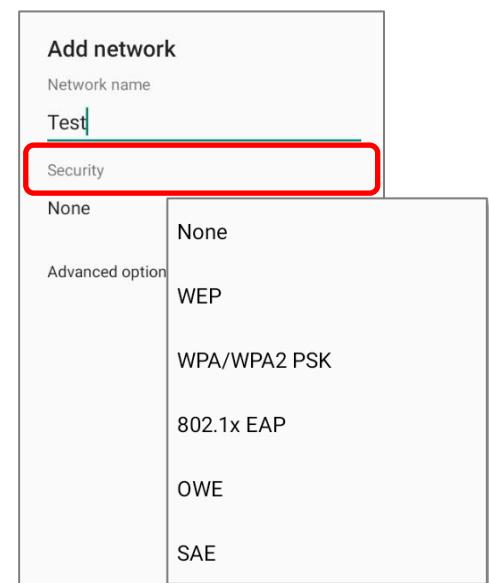 Add network
Network name
Test
Security
None
Advanced option
None
WEP
WPA/WPA2 PSK
802.1x EAP
OWE
SAE